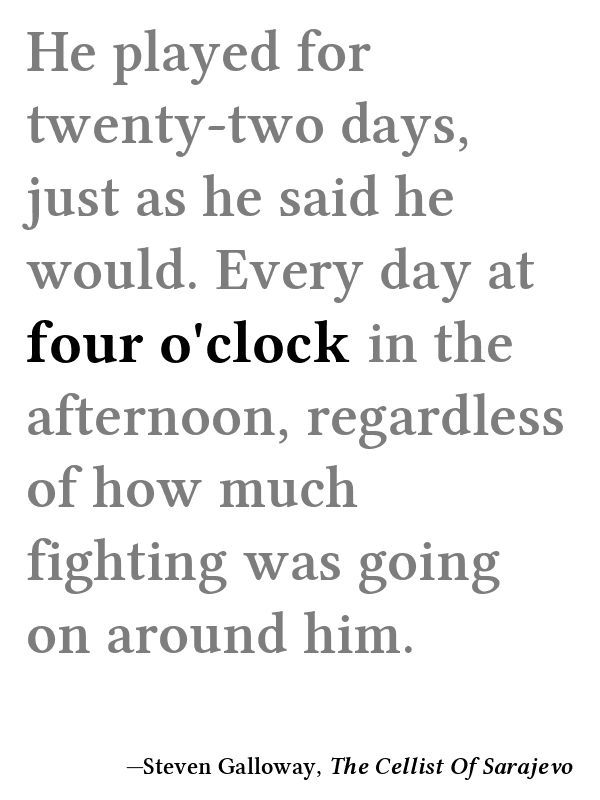 He played for
twenty-two days,
just as he said he
would. Every day at
four o'clock in the
afternoon, regardless
of how much
fighting was going
on around him.
—Steven Galloway, The Cellist Of Sarajevo